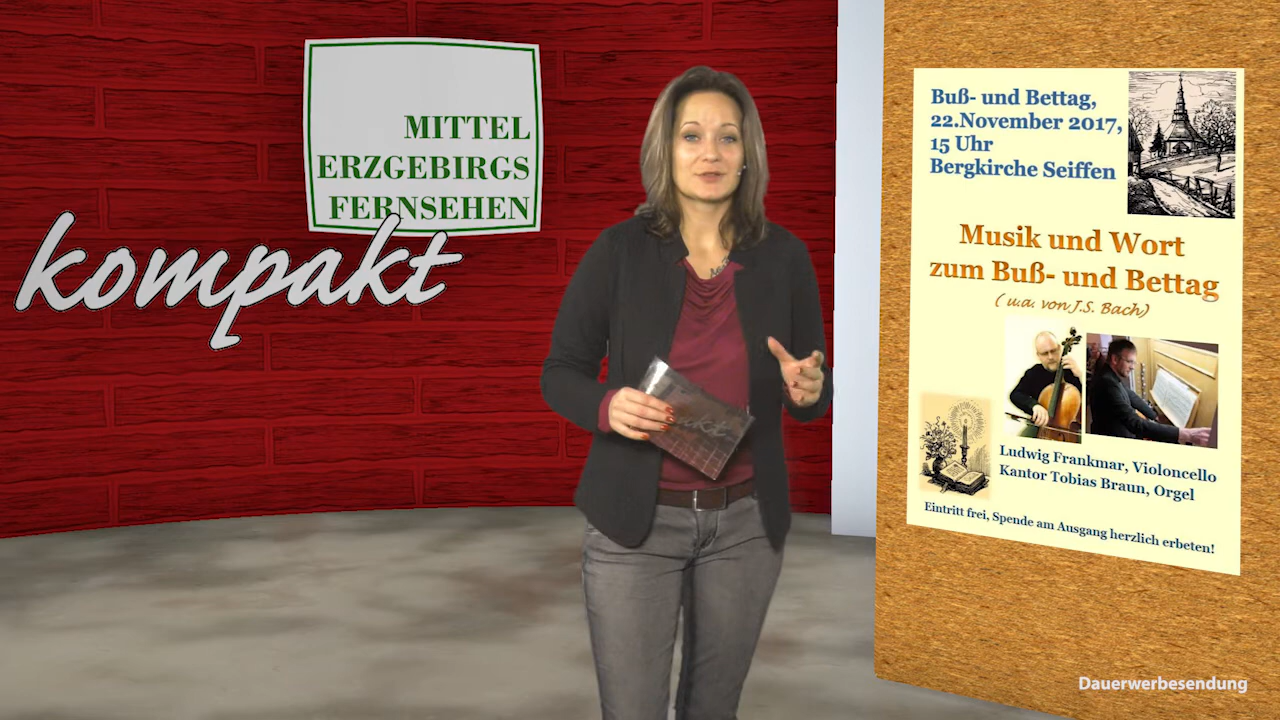 MITTEL
ERZGEBIRGS
FERNSEHEN
kompakt
Buß- und Bettag,
22.November 2017,
15 Uhr
Bergkirche Seiffen
Musik und Wort
zum Buß- und Bettag
( u.a. von J.S. Bach)
Ludwig Frankmar, Violoncello
Kantor Tobias Braun, Orgel
Eintritt frei, Spende am Ausgang herzlich erbeten!
Dauerwerbesendung